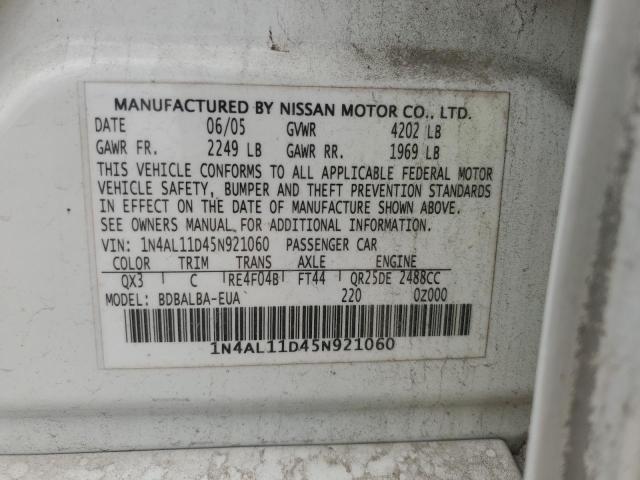 MANUFACTURED BY NISSAN MOTOR CO., LTD.
DATE 06/05 GVWR 4202 LB
GAWR FR. 2249 LB GAWR RR. 1969 LB
THIS VEHICLE CONFORMS TO ALL APPLICABLE FEDERAL MOTOR
VEHICLE SAFETY, BUMPER AND THEFT PREVENTION STANDARDS
IN EFFECT ON THE DATE OF MANUFACTURE SHOWN ABOVE.
SEE OWNERS MANUAL FOR ADDITIONAL INFORMATION.
VIN: 1N4AL11D45N921060 PASSENGER CAR
COLOR TRIM TRANS AXLE ENGINE
QX3 C RE4F04B FT44 QR25DE 2488CC
MODEL: BDBALBA-EUA 220 0Z000
1N4AL11D45N921060